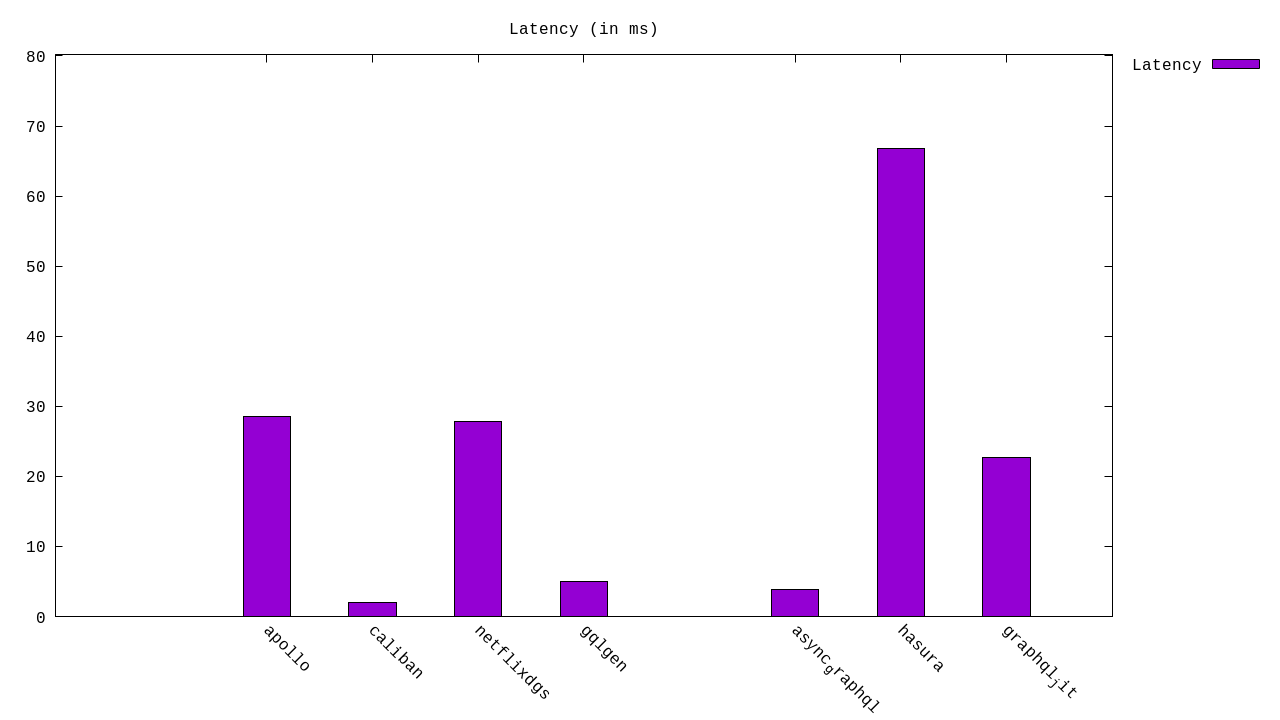 Latency (in ms)
Latency
80
70
60
50
40
30
20
10
0
apollo
caliban
netflixdgs
gqlgen
async_graphql
hasura
graphql_jit